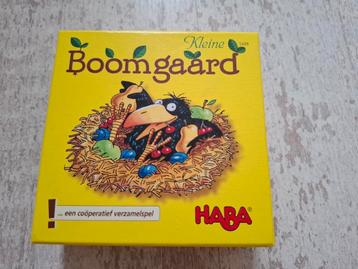 Kleine
Boomgaard
! ... een coöperatief verzamelspel
HABA